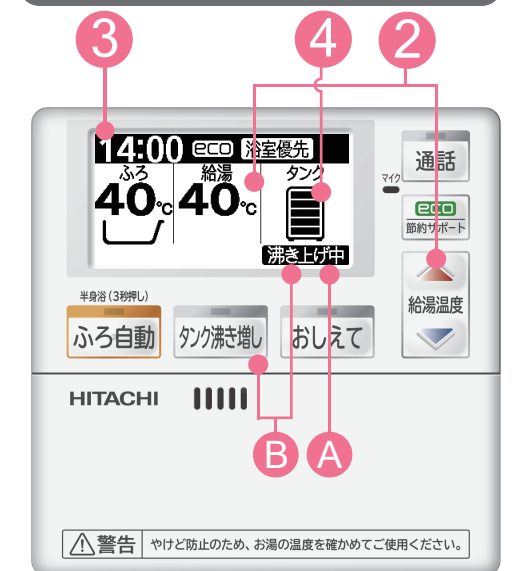 3
4
2
14:00 eco 浴室優先
ふろ 給湯 タンク
40℃ 40℃
沸き上げ中
通話
マイク
eco
節約サポート
給湯温度
半身浴(3秒押し)
ふろ自動 タンク沸き増し おしえて
HITACHI
B A
警告 やけど防止のため、お湯の温度を確かめてご使用ください。